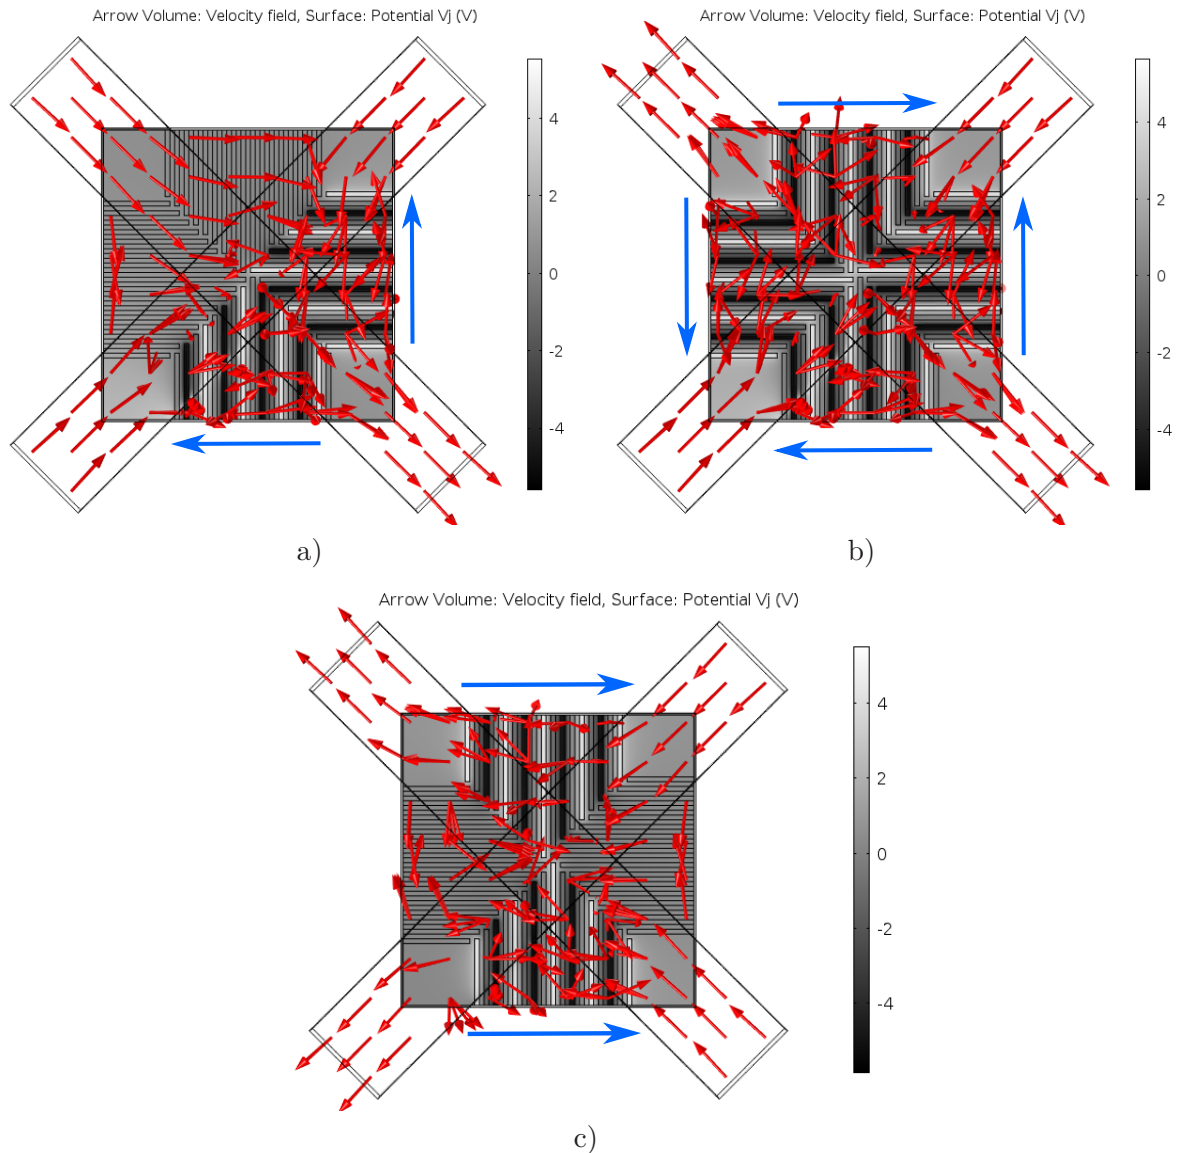 Arrow Volume: Velocity field, Surface: Potential Vj (V)
4
2
0
-2
-4
a)
Arrow Volume: Velocity field, Surface: Potential Vj (V)
4
2
0
-2
-4
b)
Arrow Volume: Velocity field, Surface: Potential Vj (V)
4
2
0
-2
-4
c)